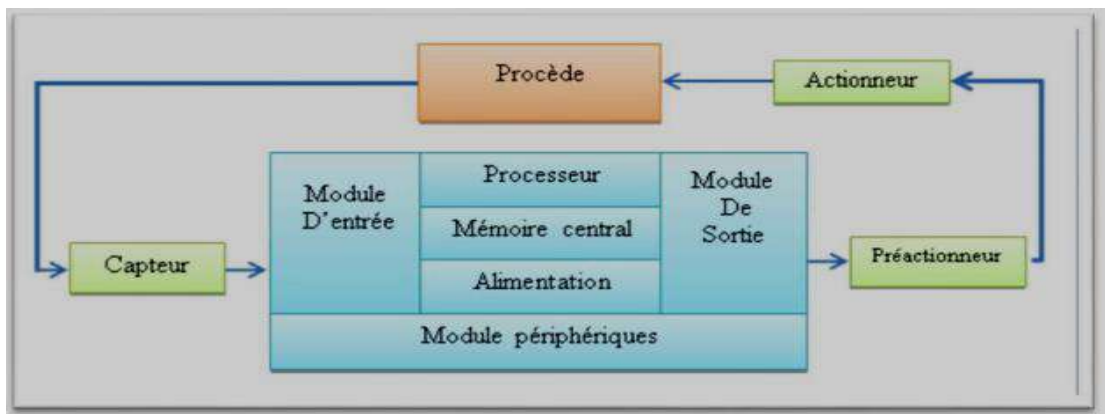 Procède
Actionneur
Module
D'entrée
Processeur
Mémoire central
Alimentation
Module
De
Sortie
Capteur
Préactionneur
Module périphériques